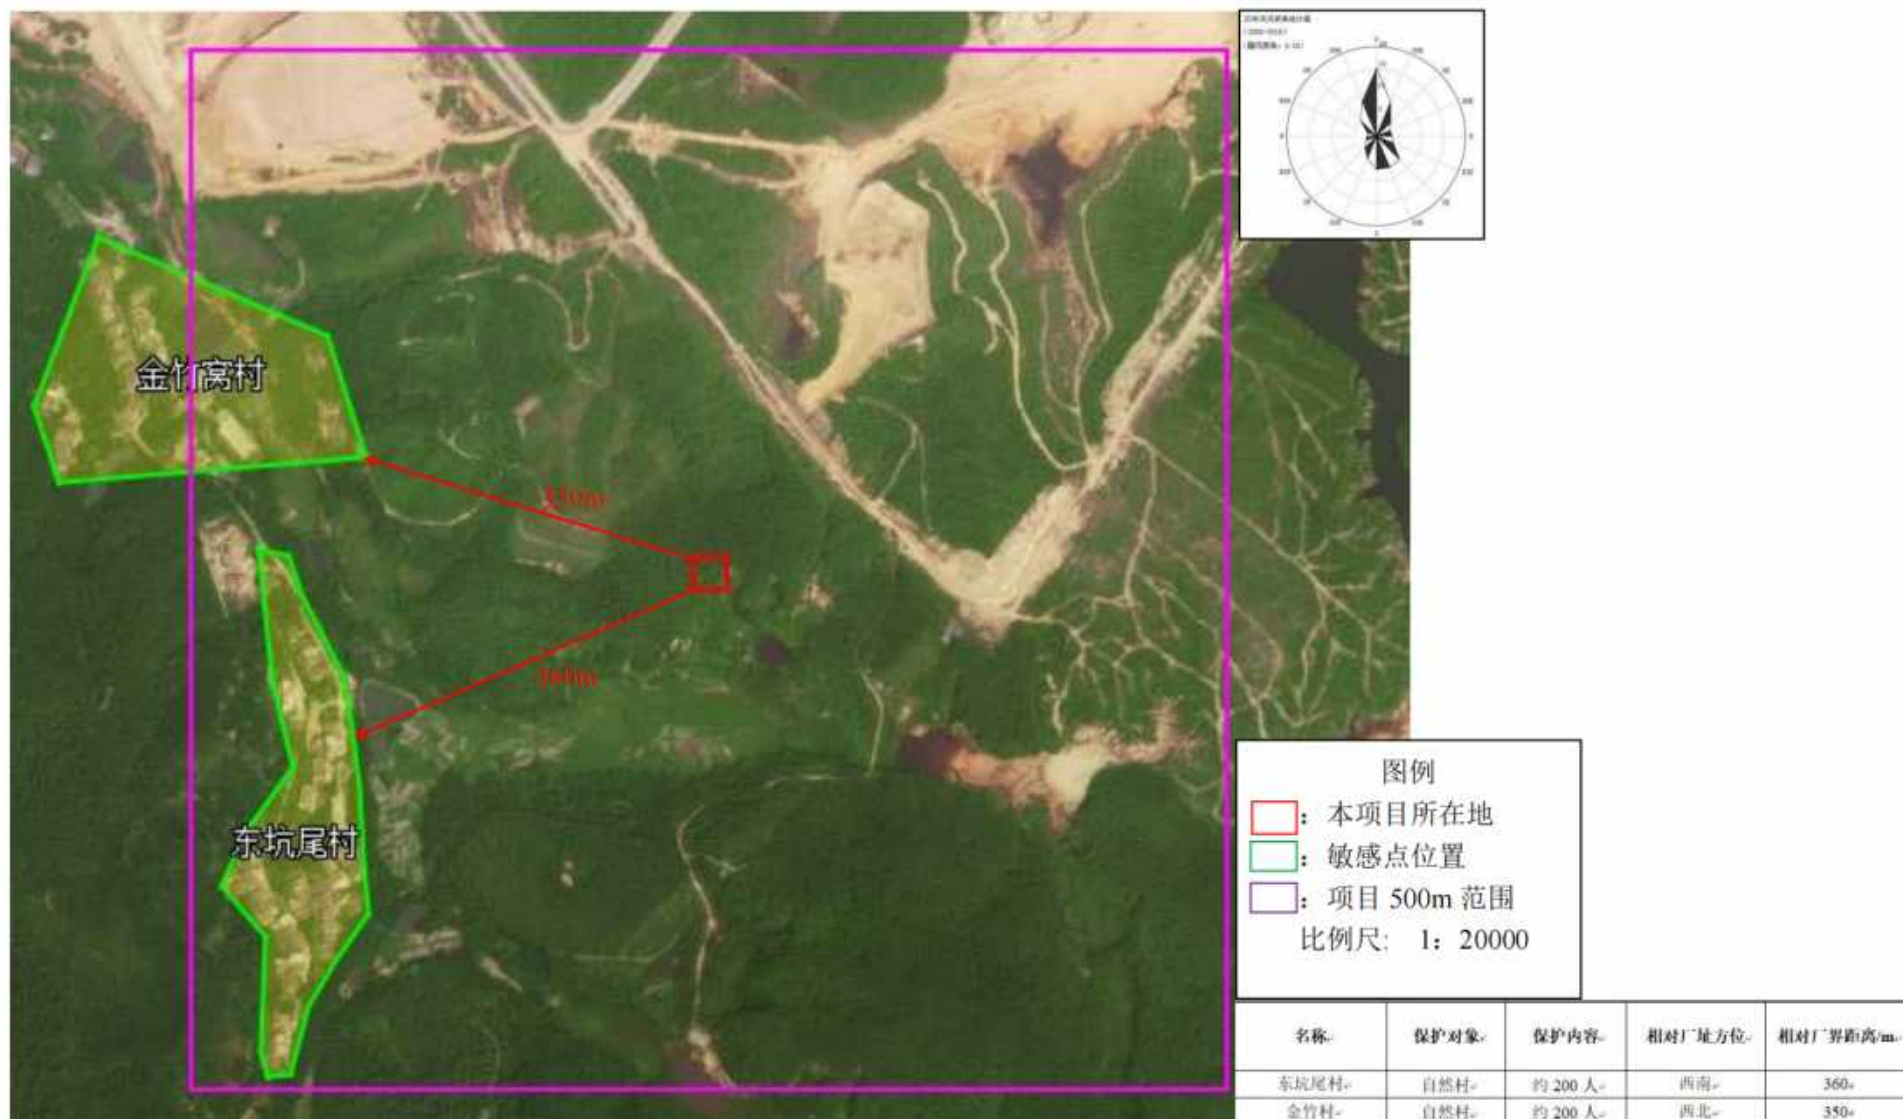 金竹窝村
350m
360m
东坑尾村
图例
：本项目所在地
：敏感点位置
：项目 500m 范围
比例尺： 1：20000
名称 保护对象 保护内容 相对厂址方位 相对厂界距离/m
东坑尾村 自然村 约 200 人 西南 360
金竹村 自然村 约 200 人 西北 350